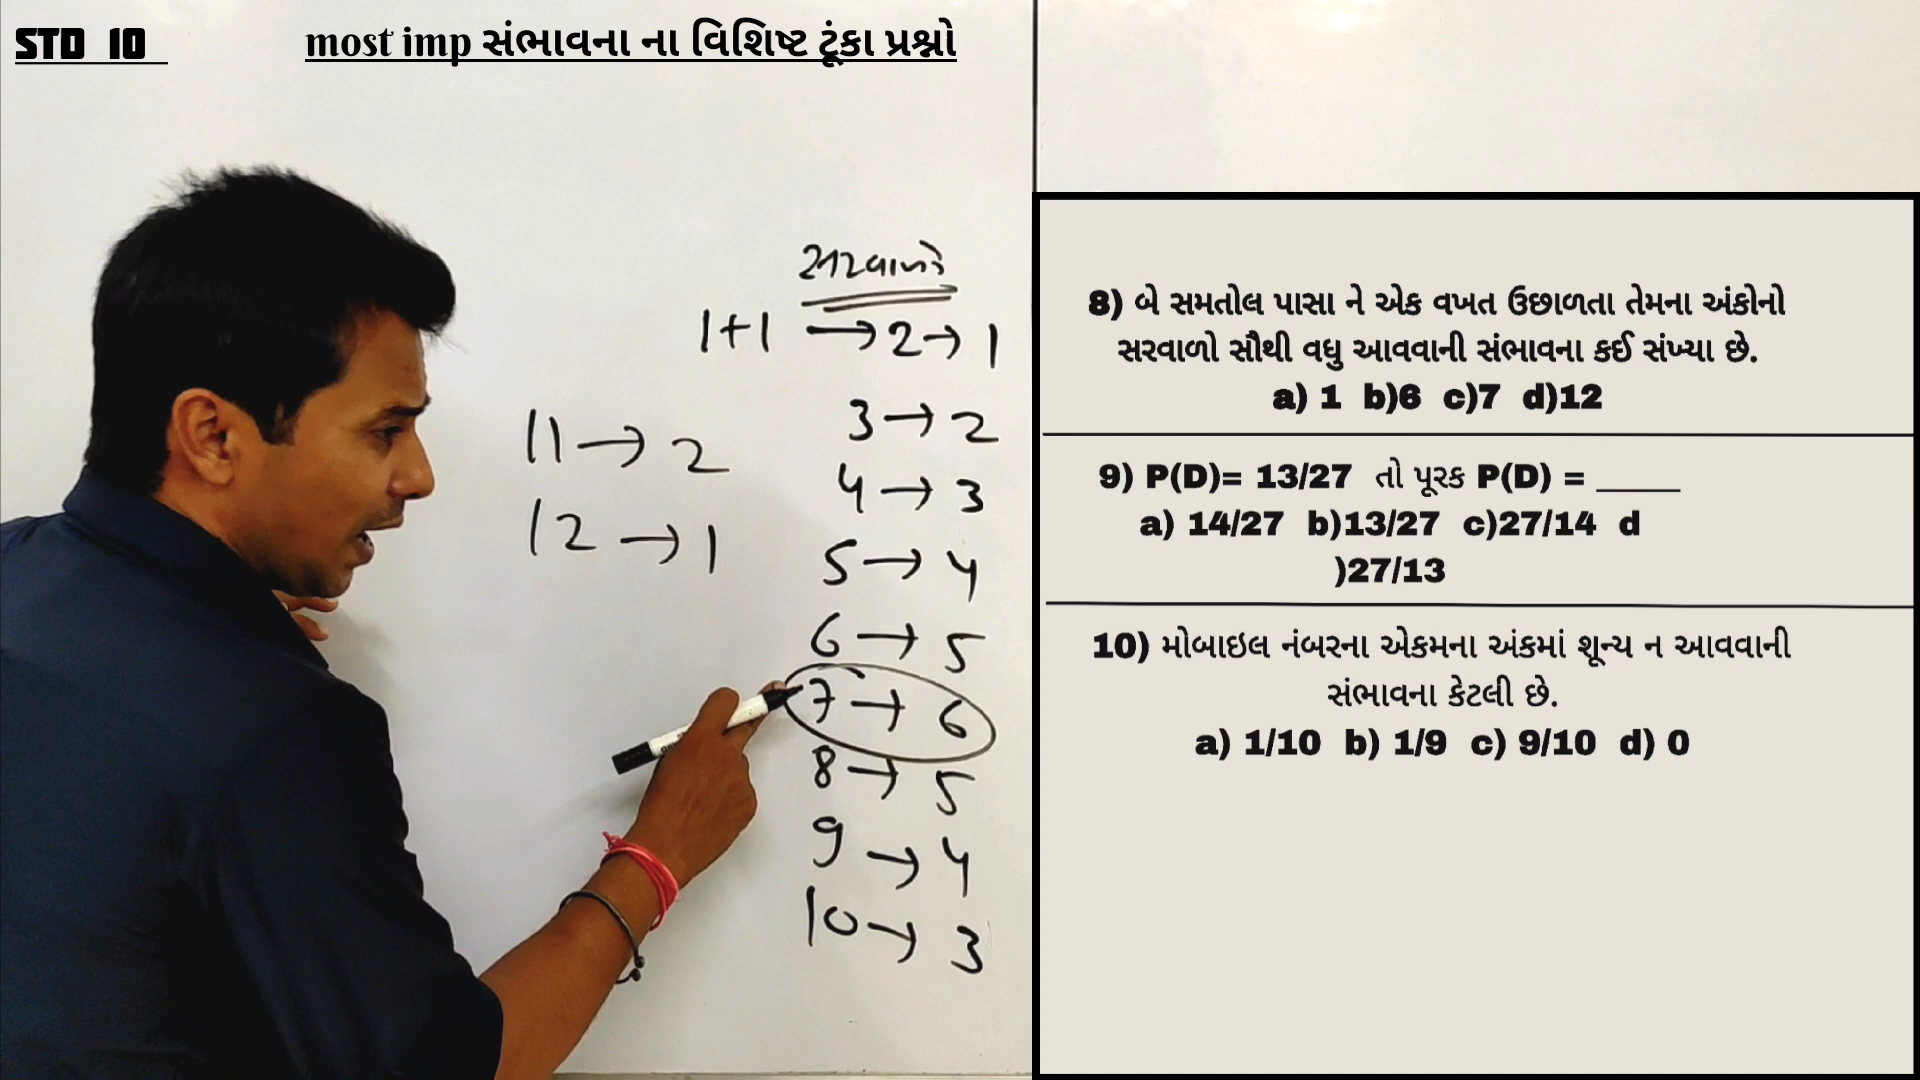 STD 10
most imp સંભાવના ના વિશિષ્ટ ટૂંકા પ્રશ્નો
સરવાળો
1+1 → 2 → 1
3 → 2
4 → 3
5 → 4
6 → 5
7 → 6
8 → 5
9 → 4
10 → 3
11 → 2
12 → 1
8) બે સમતોલ પાસા ને એક વખત ઉછાળતા તેમના અંકોનો
સરવાળો સૌથી વધુ આવવાની સંભાવના કઈ સંખ્યા છે.
a) 1 b)6 c)7 d)12
9) P(D)= 13/27 તો પૂરક P(D) = _____
a) 14/27 b)13/27 c)27/14 d
)27/13
10) મોબાઇલ નંબરના એકમના અંકમાં શૂન્ય ન આવવાની
સંભાવના કેટલી છે.
a) 1/10 b) 1/9 c) 9/10 d) 0